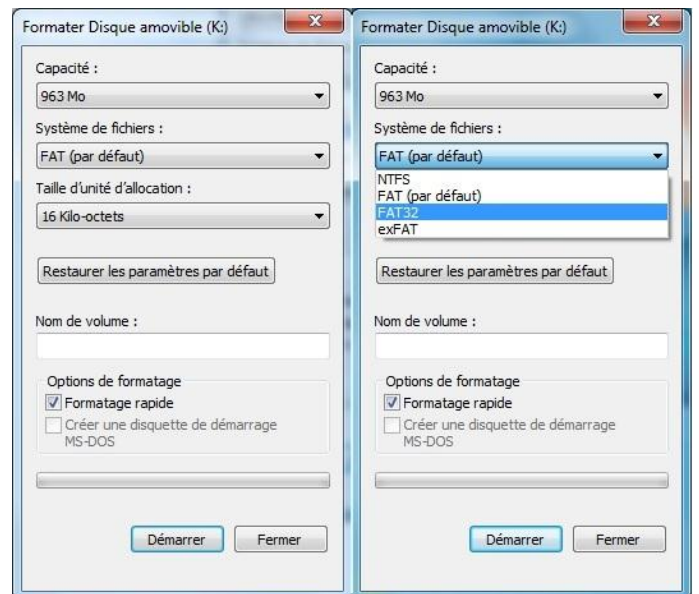 Formater Disque amovible (K:)
Capacité :
963 Mo
Système de fichiers :
FAT (par défaut)
Taille d'unité d'allocation :
16 Kilo-octets
Restaurer les paramètres par défaut
Nom de volume :
Options de formatage
Formatage rapide
Créer une disquette de démarrage
MS-DOS
Démarrer
Fermer
Formater Disque amovible (K:)
Capacité :
963 Mo
Système de fichiers :
FAT (par défaut)
NTFS
FAT (par défaut)
FAT32
exFAT
Restaurer les paramètres par défaut
Nom de volume :
Options de formatage
Formatage rapide
Créer une disquette de démarrage
MS-DOS
Démarrer
Fermer